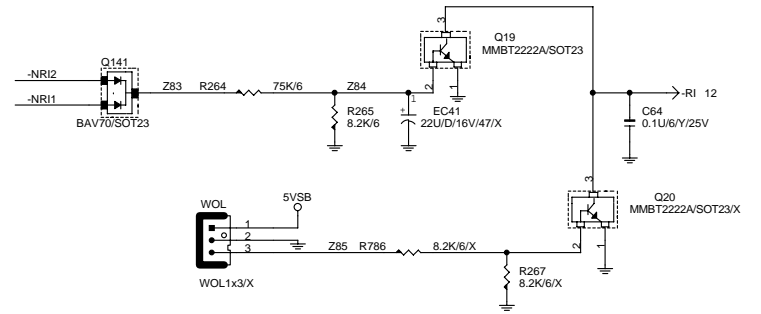 3
Q19
MMBT2222A/SOT23
2
1
Q141
-NRI2
-NRI1
BAV70/SOT23
Z83 R264 75K/6 Z84
R265
8.2K/6
1
+
EC41
22U/D/16V/47/X
-RI 12
C64
0.1U/6/Y/25V
3
Q20
MMBT2222A/SOT23/X
2
1
WOL
5VSB
1
2
3
Z85 R786 8.2K/6/X
WOL1x3/X
R267
8.2K/6/X